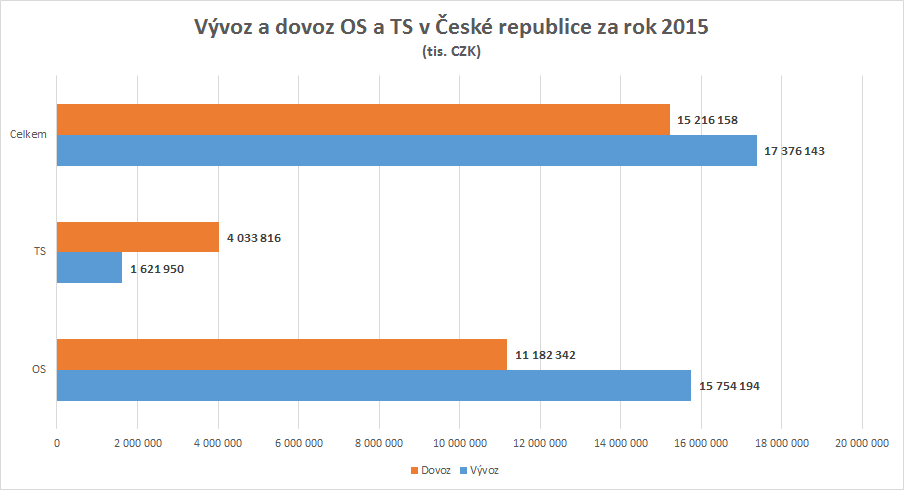 Vývoz a dovoz OS a TS v České republice za rok 2015
(tis. CZK)
Celkem
15 216 158
17 376 143
TS
4 033 816
1 621 950
OS
11 182 342
15 754 194
0 2 000 000 4 000 000 6 000 000 8 000 000 10 000 000 12 000 000 14 000 000 16 000 000 18 000 000 20 000 000
Dovoz Vývoz